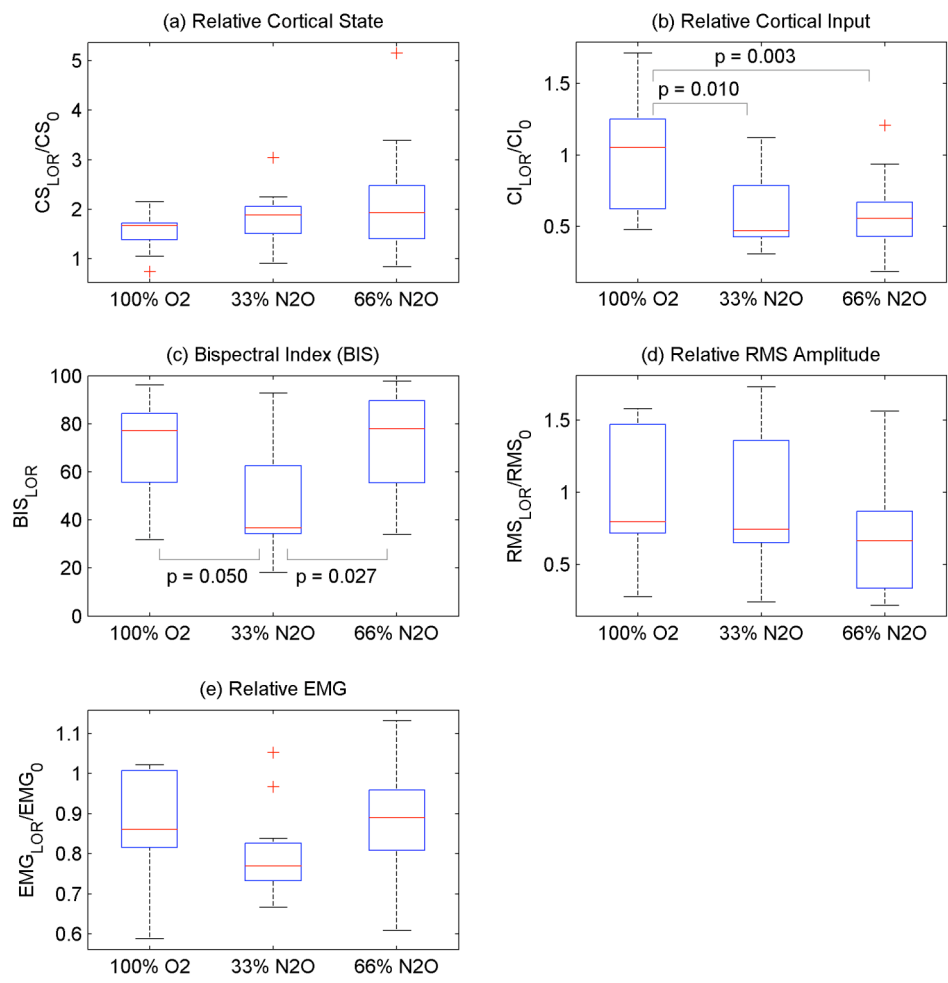 (a) Relative Cortical State
5
4
3
2
1
CS_LOR/CS_0
100% O2 33% N2O 66% N2O
(b) Relative Cortical Input
1.5
1
0.5
CI_LOR/CI_0
p = 0.003
p = 0.010
100% O2 33% N2O 66% N2O
(c) Bispectral Index (BIS)
100
80
60
40
20
0
BIS_LOR
p = 0.050 p = 0.027
100% O2 33% N2O 66% N2O
(d) Relative RMS Amplitude
1.5
1
0.5
RMS_LOR/RMS_0
100% O2 33% N2O 66% N2O
(e) Relative EMG
1.1
1
0.9
0.8
0.7
0.6
EMG_LOR/EMG_0
100% O2 33% N2O 66% N2O